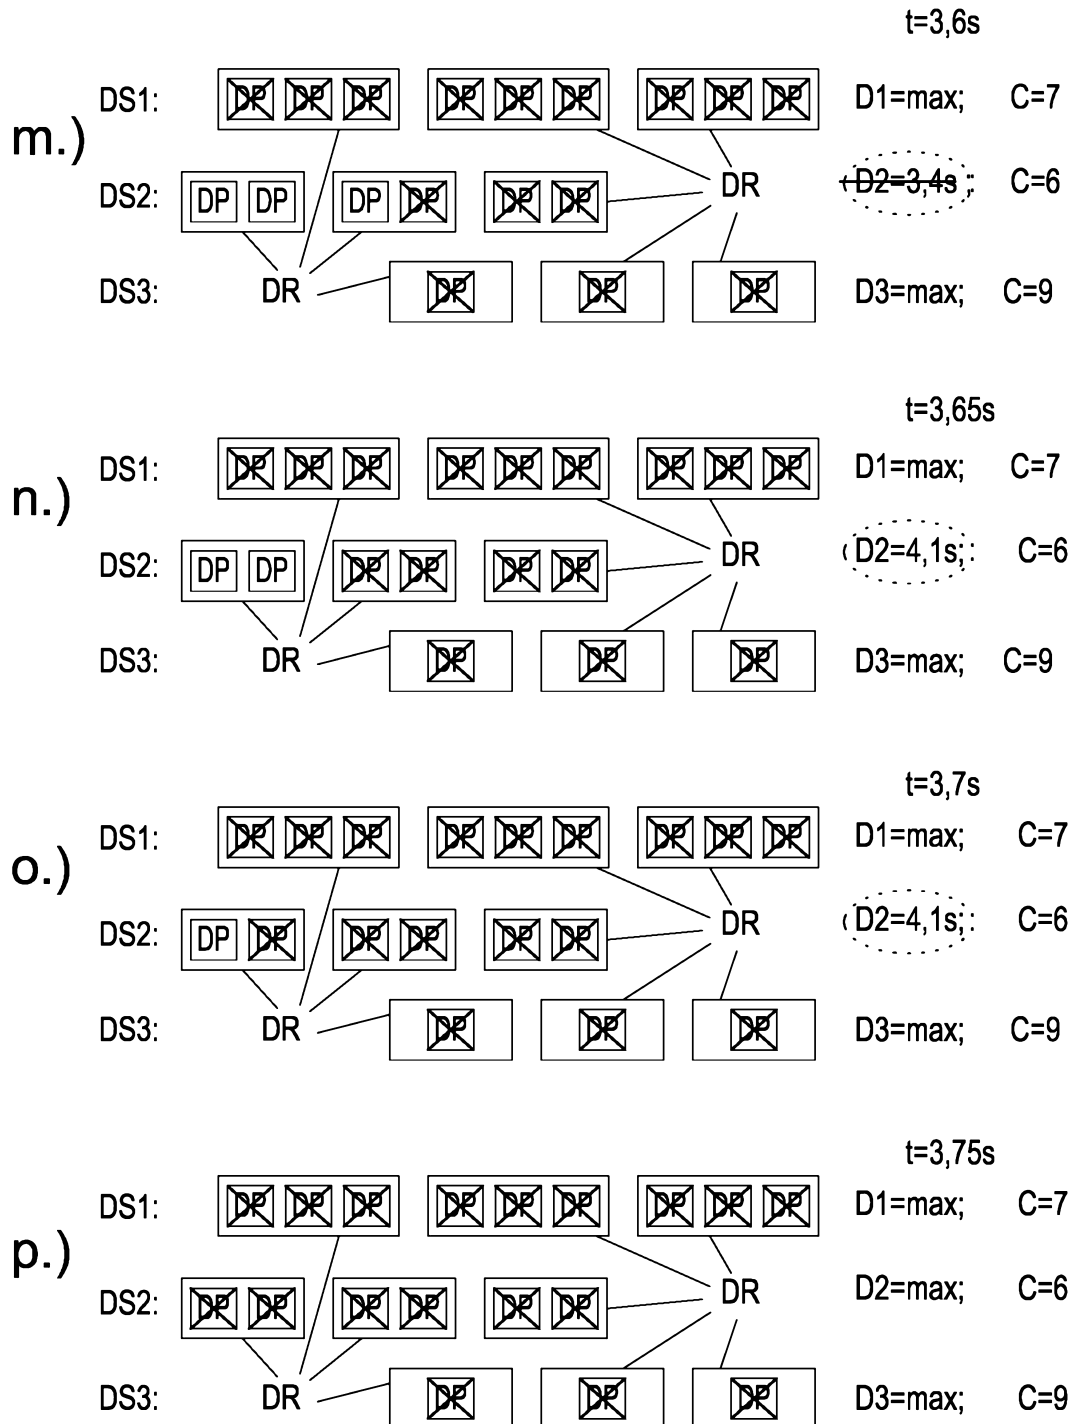 t=3,6s
DS1: DP DP DP DP DP DP DP DP DP D1=max; C=7
m.)
DS2: DP DP DP DP DP DP DR D2=3,4s ; C=6
DS3: DR DP DP DP D3=max; C=9
t=3,65s
DS1: DP DP DP DP DP DP DP DP DP D1=max; C=7
n.)
DS2: DP DP DP DP DP DP DR D2=4,1s; C=6
DS3: DR DP DP DP D3=max; C=9
t=3,7s
DS1: DP DP DP DP DP DP DP DP DP D1=max; C=7
o.)
DS2: DP DP DP DP DP DP DR D2=4,1s; C=6
DS3: DR DP DP DP D3=max; C=9
t=3,75s
DS1: DP DP DP DP DP DP DP DP DP D1=max; C=7
p.)
DS2: DP DP DP DP DP DP DR D2=max; C=6
DS3: DR DP DP DP D3=max; C=9